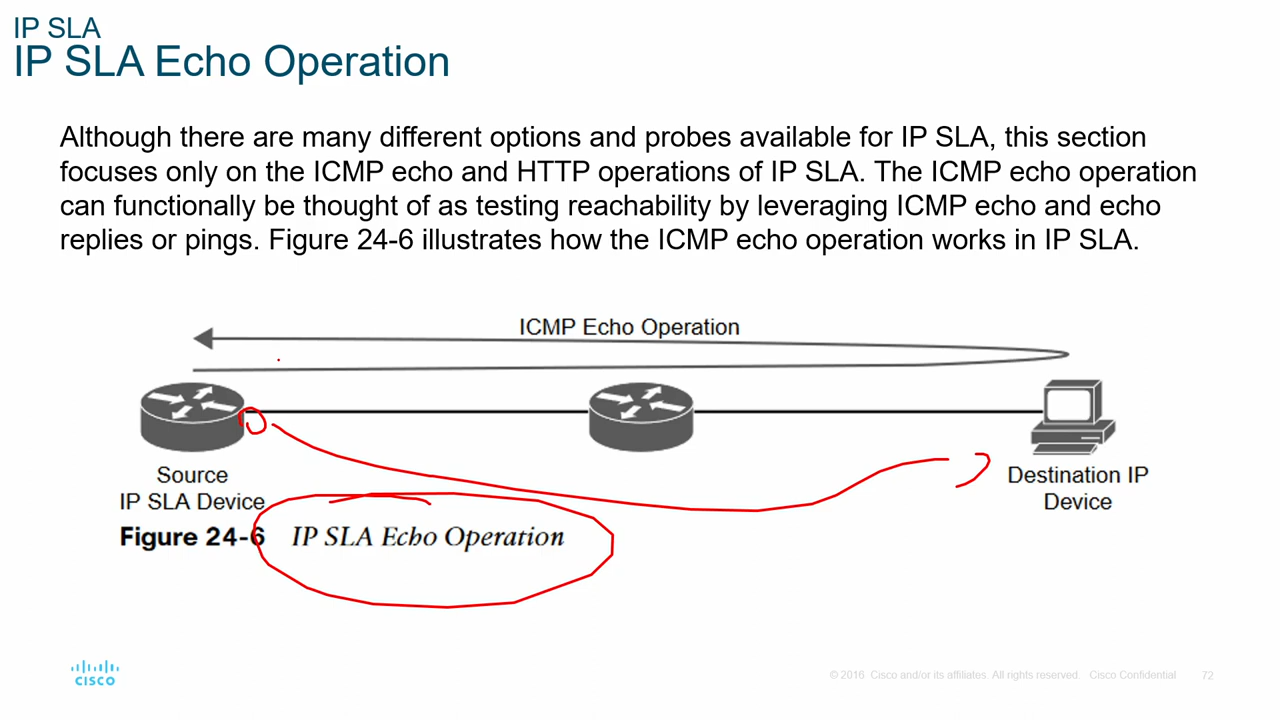 IP SLA
IP SLA Echo Operation
Although there are many different options and probes available for IP SLA, this section
focuses only on the ICMP echo and HTTP operations of IP SLA. The ICMP echo operation
can functionally be thought of as testing reachability by leveraging ICMP echo and echo
replies or pings. Figure 24-6 illustrates how the ICMP echo operation works in IP SLA.
ICMP Echo Operation
Source
IP SLA Device
Destination IP
Device
Figure 24-6 IP SLA Echo Operation
CISCO
© 2016 Cisco and/or its affiliates. All rights reserved. Cisco Confidential
72